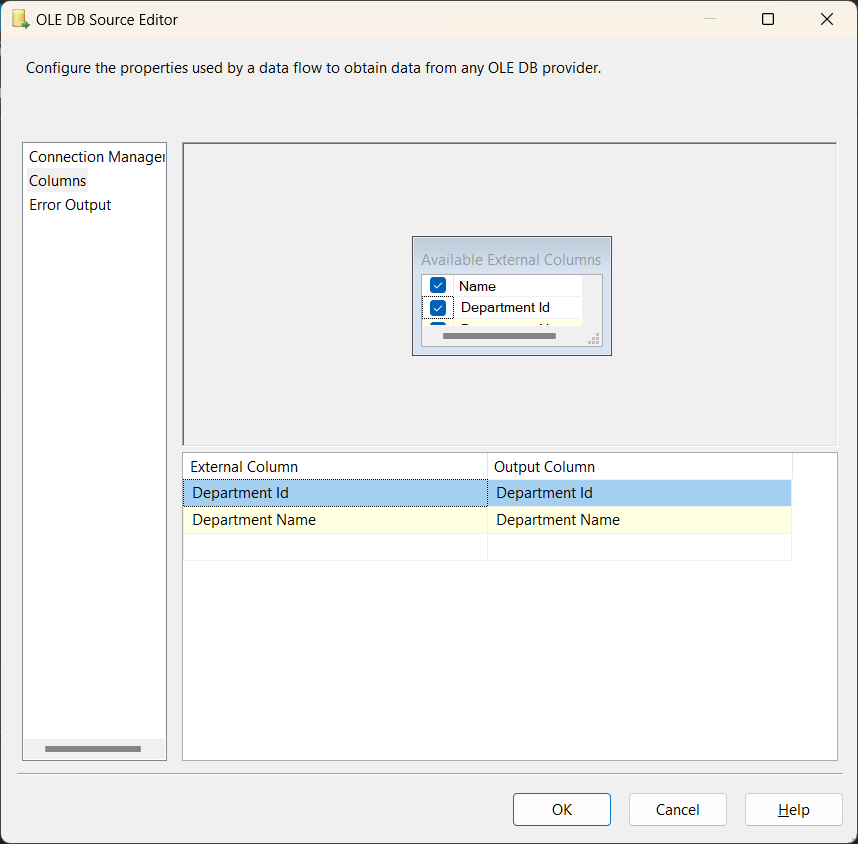 OLE DB Source Editor
Configure the properties used by a data flow to obtain data from any OLE DB provider.
Connection Manager
Columns
Error Output
Available External Columns
Name
Department Id
External Column Output Column
Department Id Department Id
Department Name Department Name
OK Cancel Help